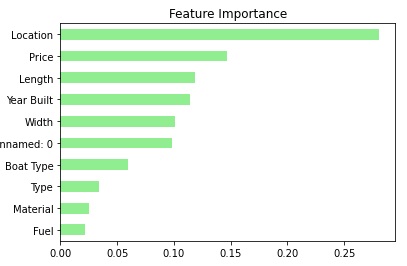 Feature Importance
Location
Price
Length
Year Built
Width
nnamed: 0
Boat Type
Type
Material
Fuel
0.00 0.05 0.10 0.15 0.20 0.25